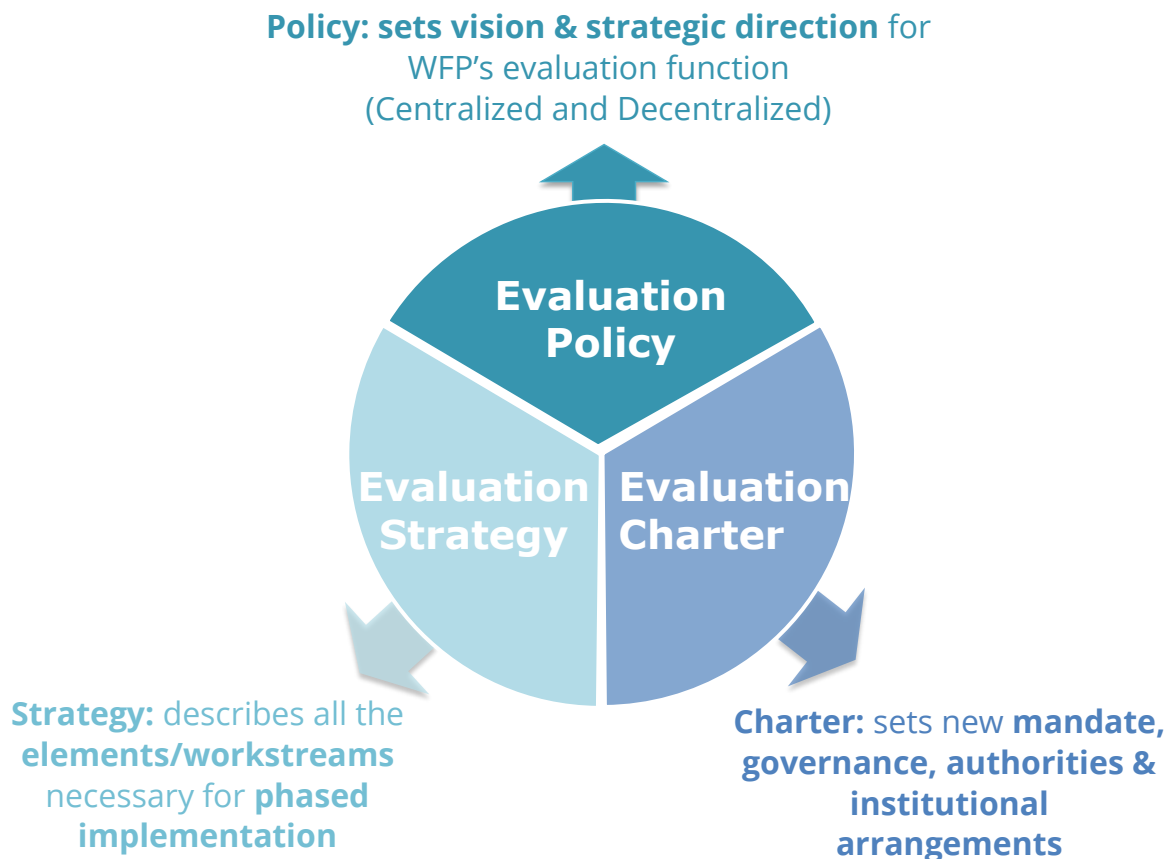 Policy: sets vision & strategic direction for
WFP’s evaluation function
(Centralized and Decentralized)
Evaluation
Policy
Evaluation
Strategy
Evaluation
Charter
Strategy: describes all the
elements/workstreams
necessary for phased
implementation
Charter: sets new mandate,
governance, authorities &
institutional
arrangements